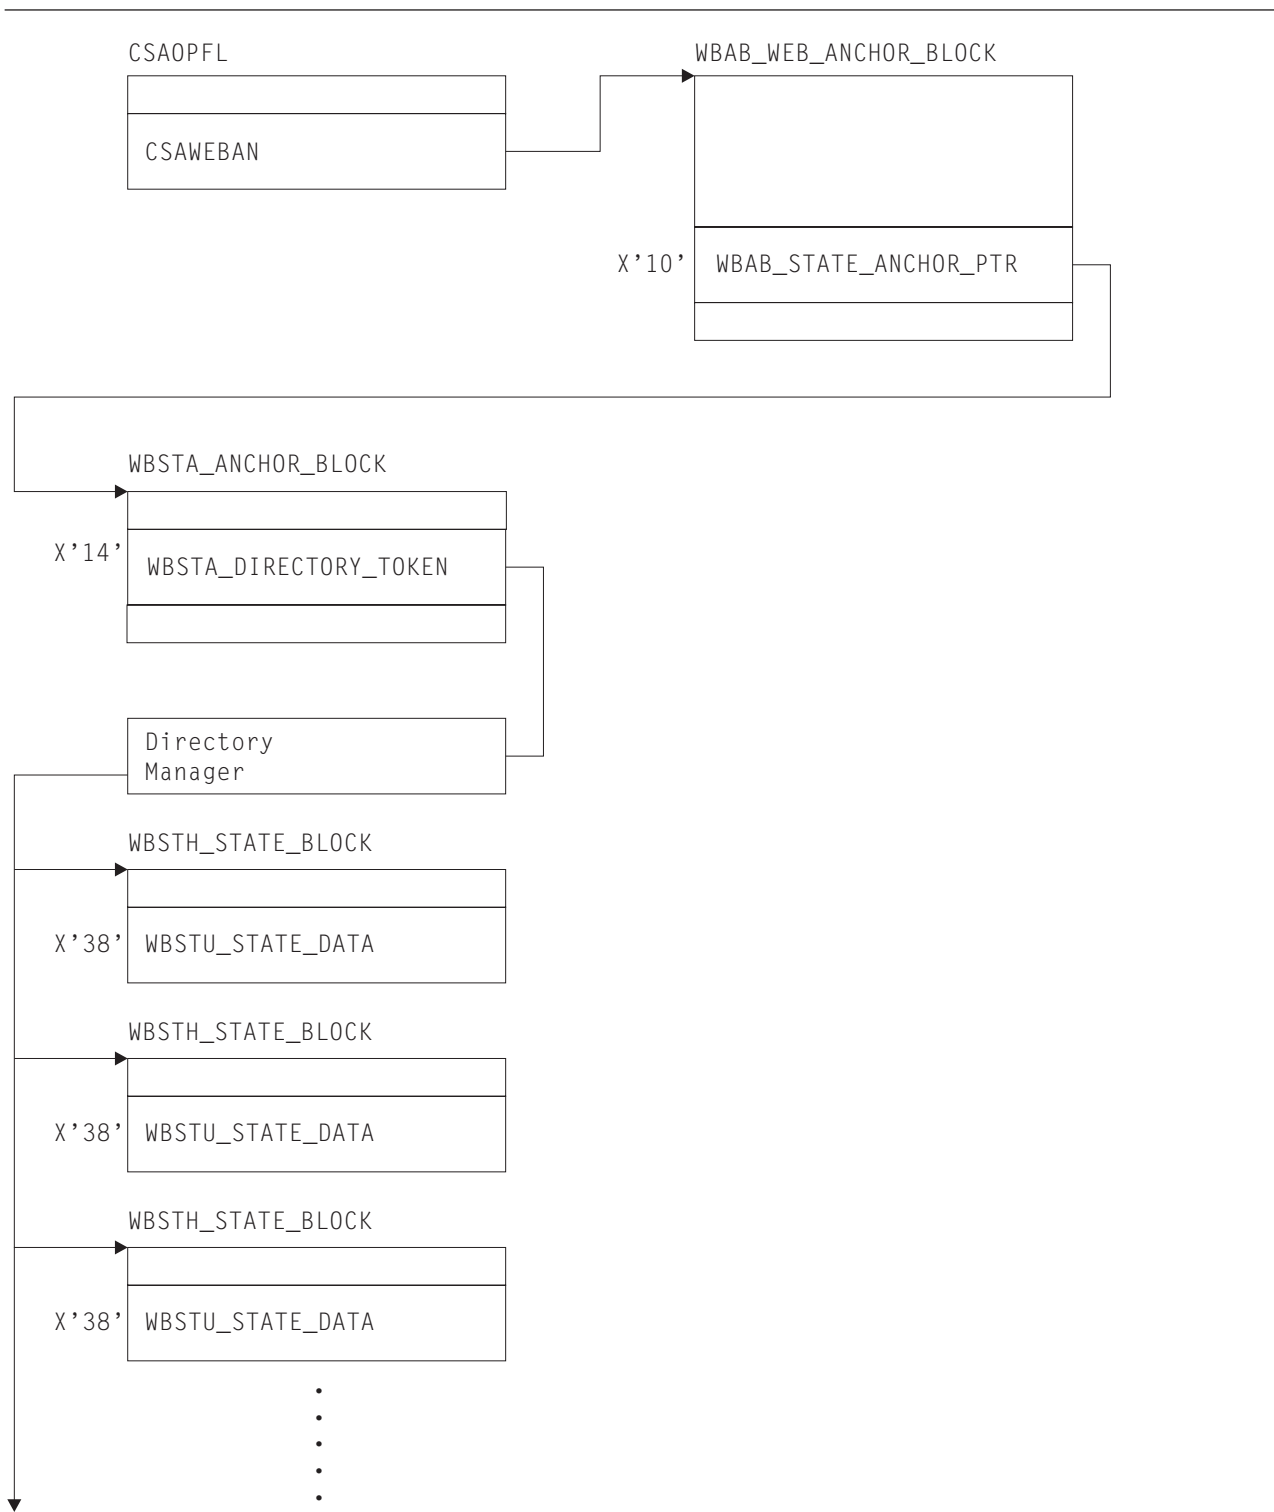 CSAOPFL
WBAB_WEB_ANCHOR_BLOCK
CSAWEBAN
X'10' WBAB_STATE_ANCHOR_PTR
WBSTA_ANCHOR_BLOCK
X'14' WBSTA_DIRECTORY_TOKEN
Directory
Manager
WBSTH_STATE_BLOCK
X'38' WBSTU_STATE_DATA
WBSTH_STATE_BLOCK
X'38' WBSTU_STATE_DATA
WBSTH_STATE_BLOCK
X'38' WBSTU_STATE_DATA